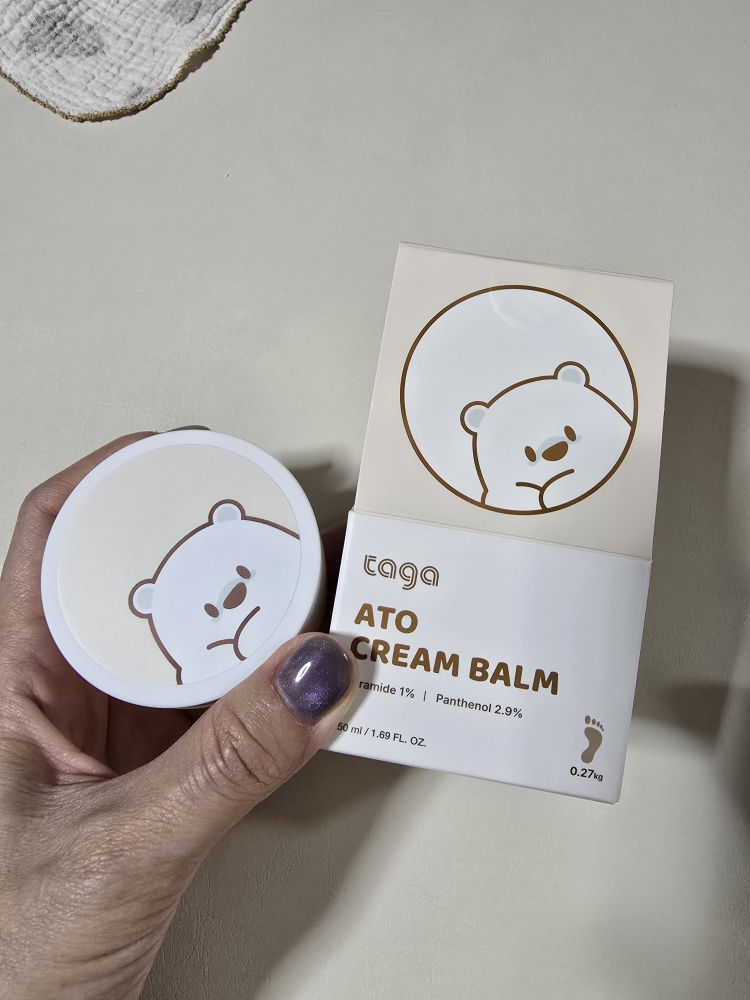 taga
ATO
CREAM BALM
ramide 1% | Panthenol 2.9%
50 ml / 1.69 FL. OZ.
0.27kg